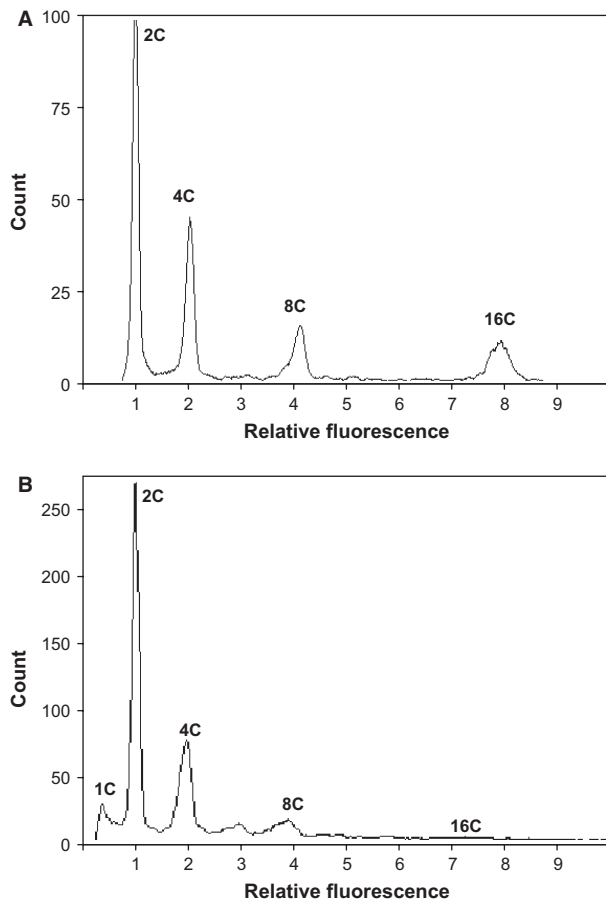 A
100
75
50
25
0
Count
2C
4C
8C
16C
1 2 3 4 5 6 7 8 9
Relative fluorescence
B
250
200
150
100
50
0
Count
1C
2C
4C
8C
16C
1 2 3 4 5 6 7 8 9
Relative fluorescence